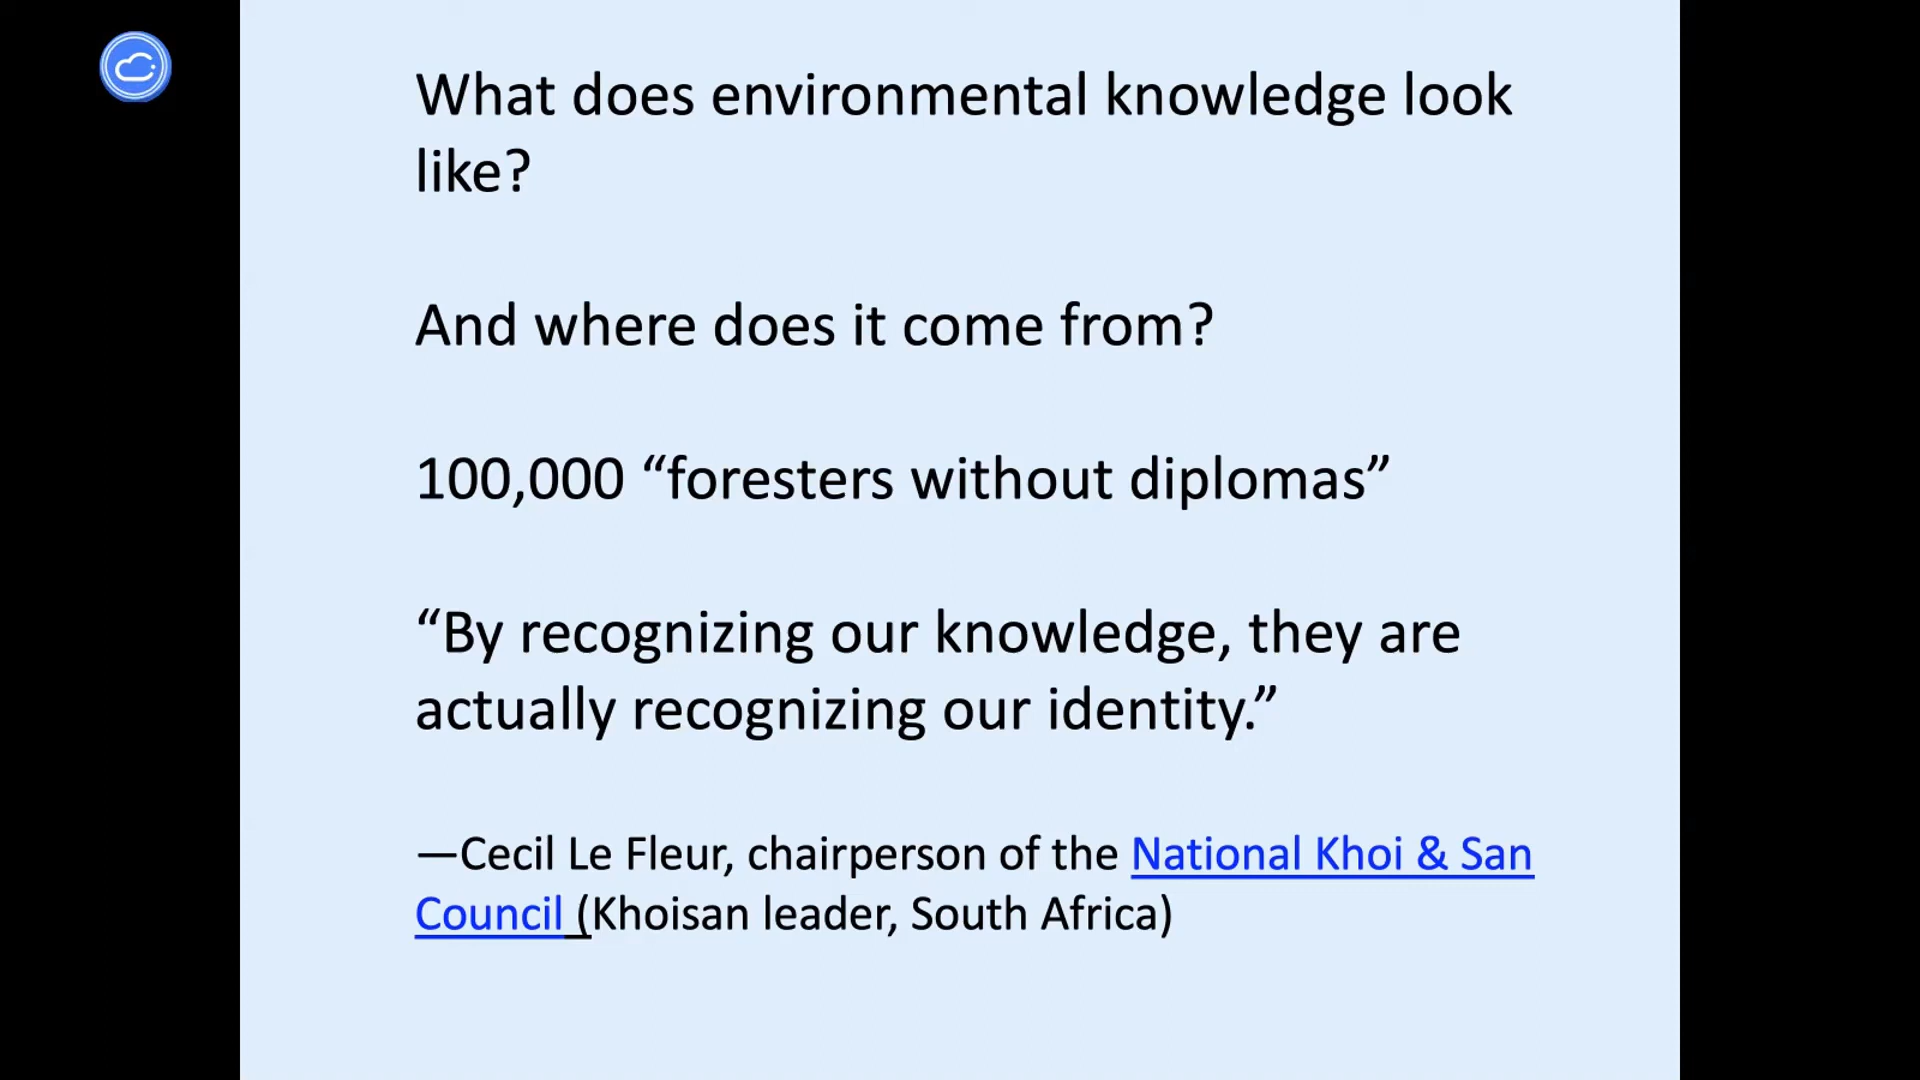 What does environmental knowledge look
like?
And where does it come from?
100,000 “foresters without diplomas”
“By recognizing our knowledge, they are
actually recognizing our identity.”
—Cecil Le Fleur, chairperson of the National Khoi & San
Council (Khoisan leader, South Africa)